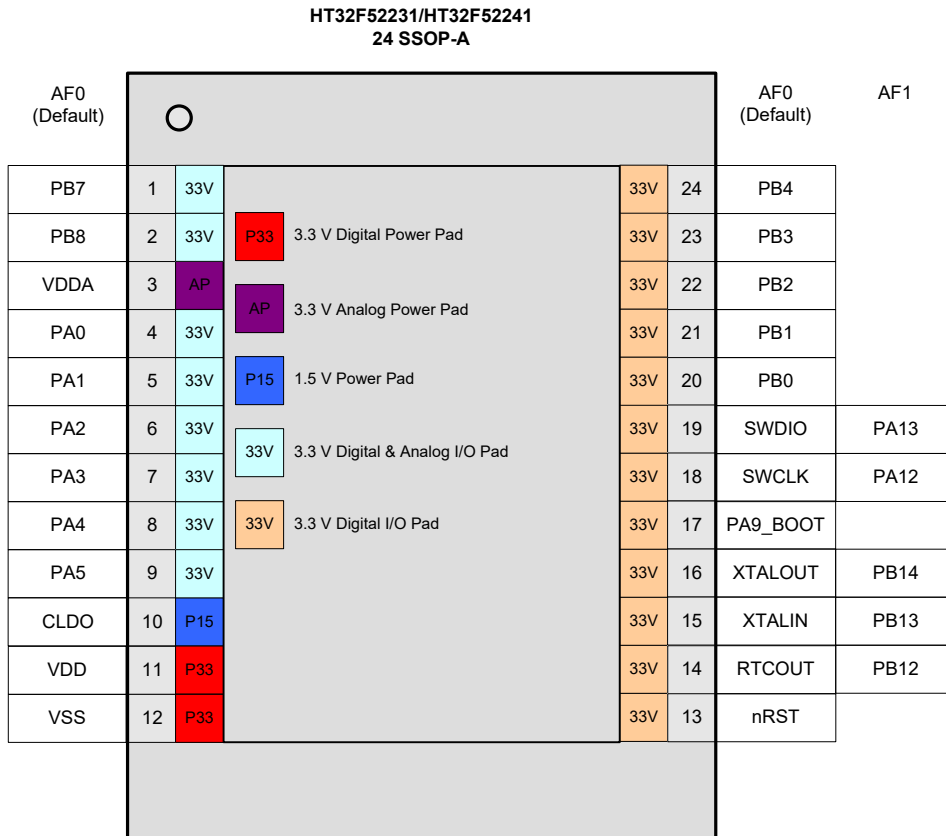 HT32F52231/HT32F52241
24 SSOP-A
AF0
(Default)
AF0
(Default)
AF1
PB7 1 33V 33V 24 PB4
PB8 2 33V 33V 23 PB3
VDDA 3 AP 33V 22 PB2
PA0 4 33V 33V 21 PB1
PA1 5 33V 33V 20 PB0
PA2 6 33V 33V 19 SWDIO PA13
PA3 7 33V 33V 18 SWCLK PA12
PA4 8 33V 33V 17 PA9_BOOT
PA5 9 33V 33V 16 XTALOUT PB14
CLDO 10 P15 33V 15 XTALIN PB13
VDD 11 P33 33V 14 RTCOUT PB12
VSS 12 P33 33V 13 nRST
P33 3.3 V Digital Power Pad
AP 3.3 V Analog Power Pad
P15 1.5 V Power Pad
33V 3.3 V Digital & Analog I/O Pad
33V 3.3 V Digital I/O Pad